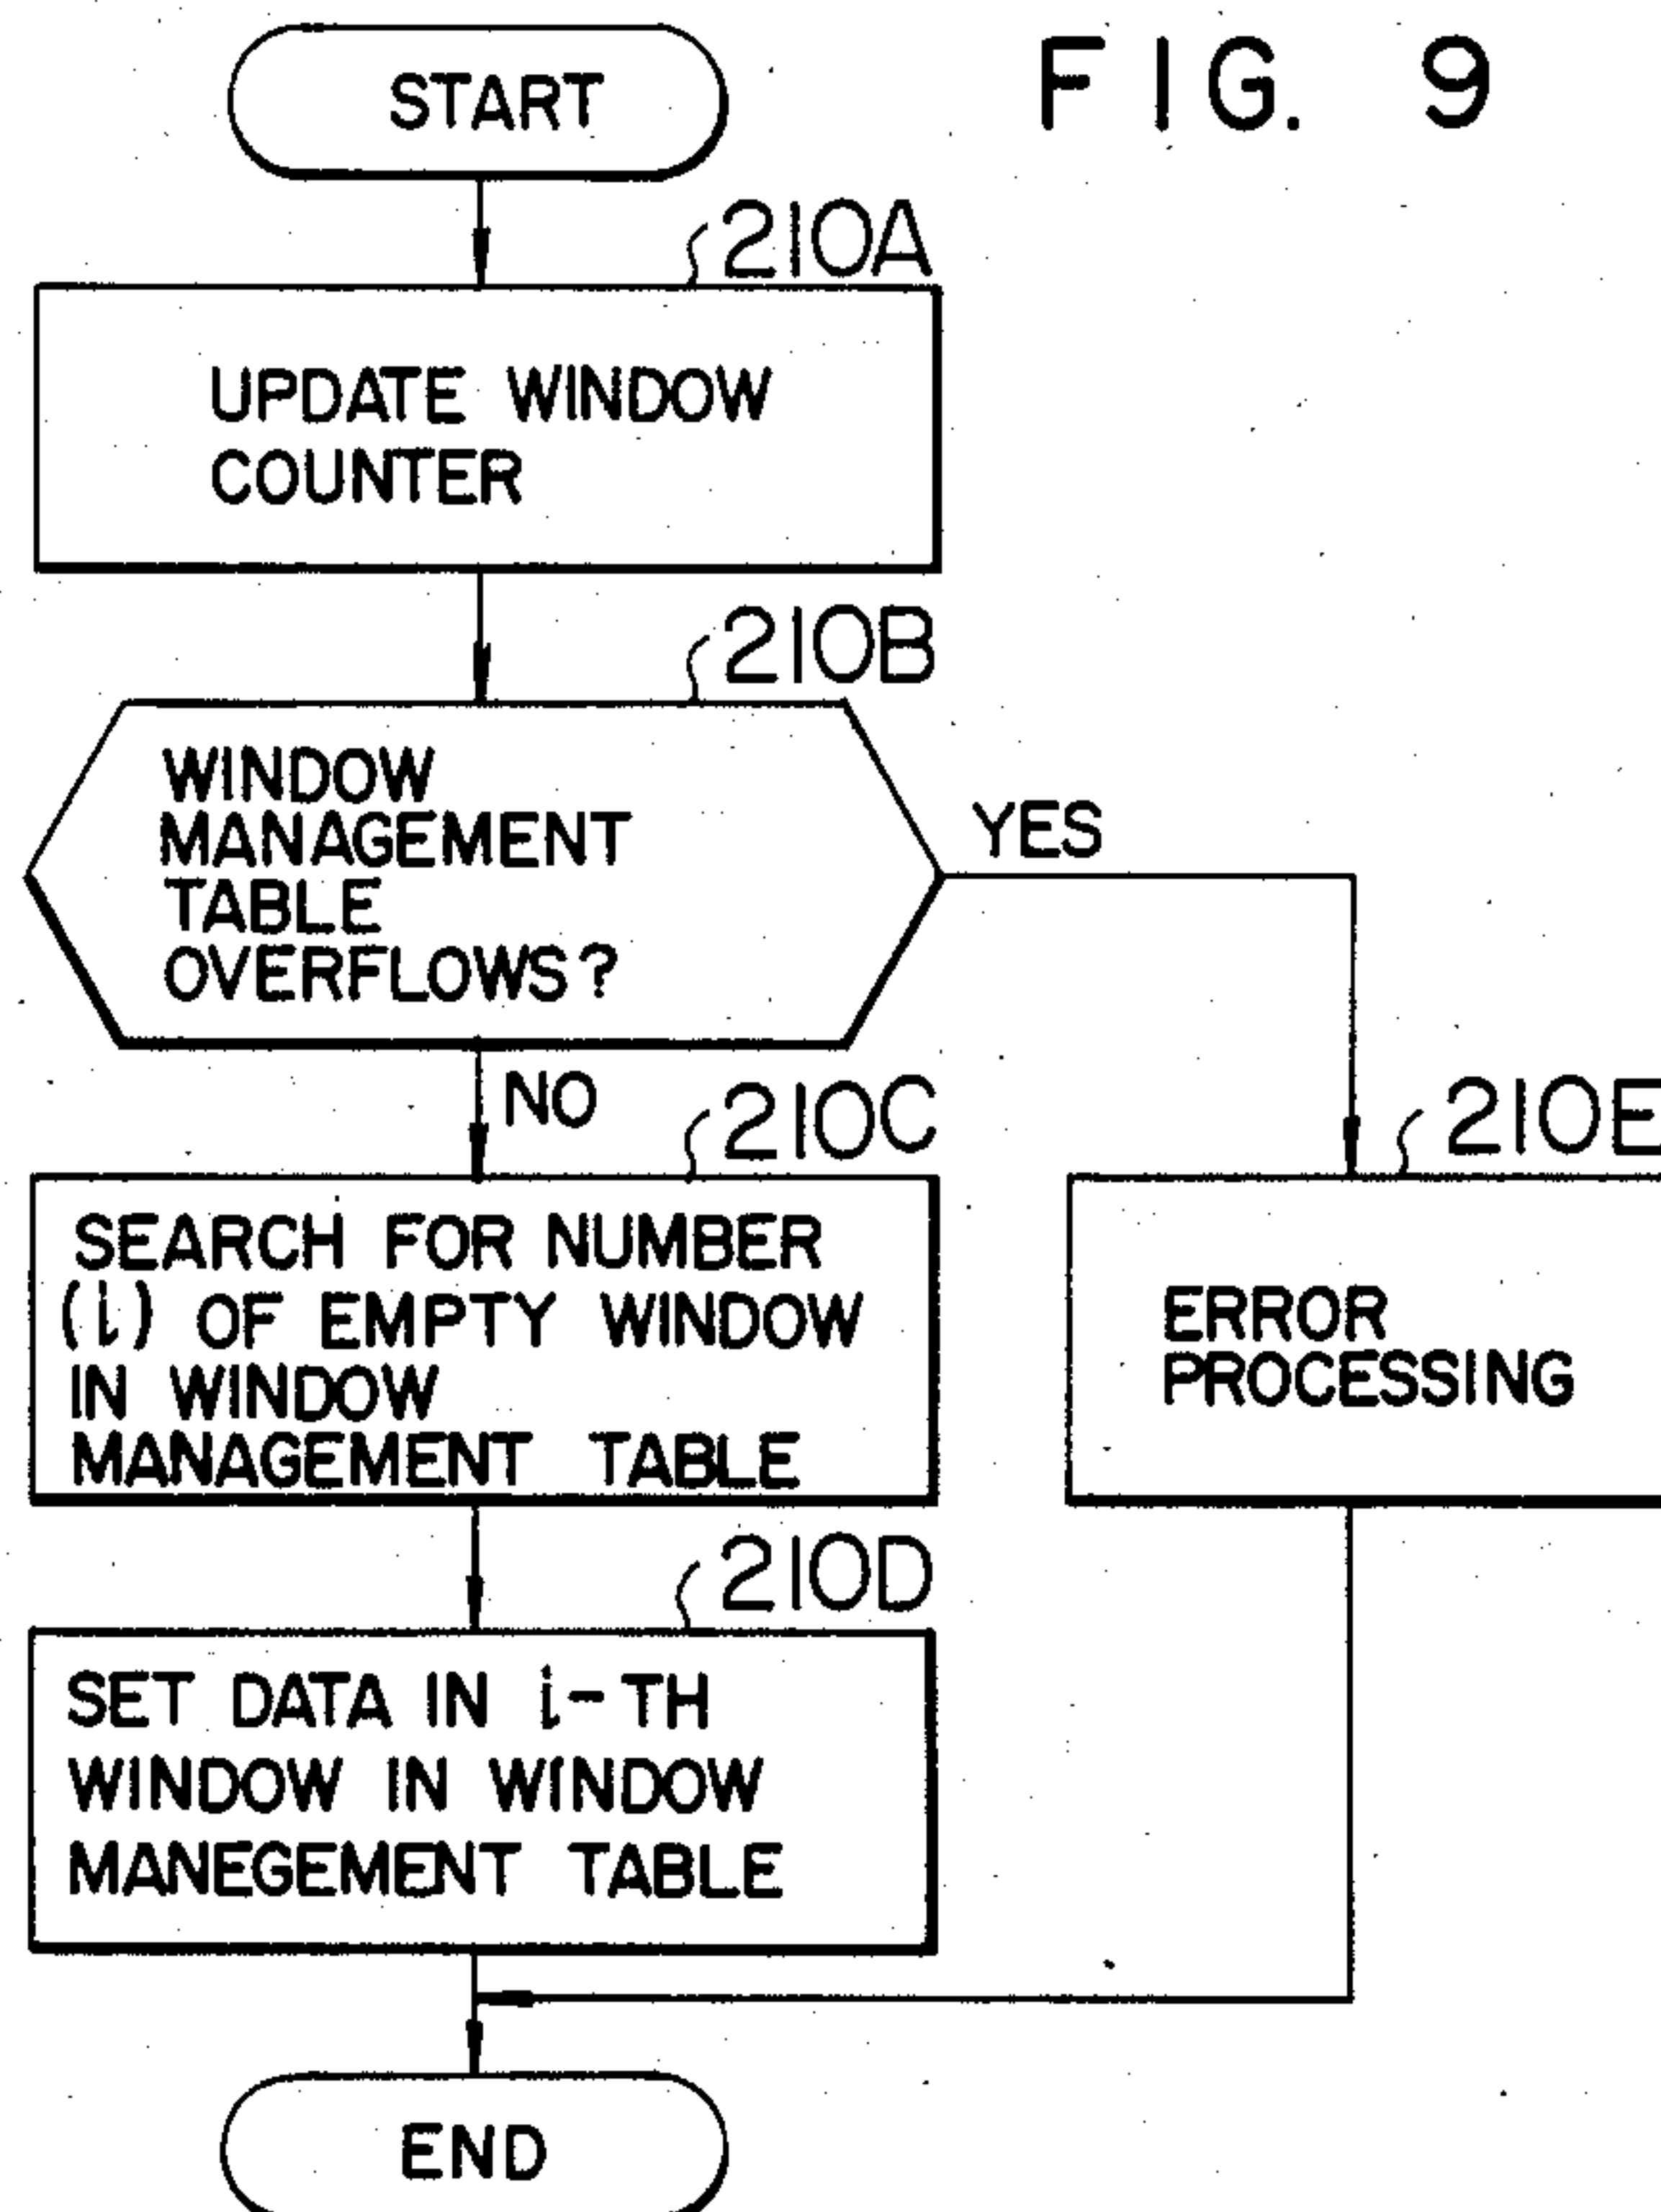 START
FIG. 9
210A
UPDATE WINDOW
COUNTER
210B
WINDOW
MANAGEMENT
TABLE
OVERFLOWS?
YES
NO
210C
SEARCH FOR NUMBER
(i) OF EMPTY WINDOW
IN WINDOW
MANAGEMENT TABLE
210E
ERROR
PROCESSING
210D
SET DATA IN i-TH
WINDOW IN WINDOW
MANEGEMENT TABLE
END